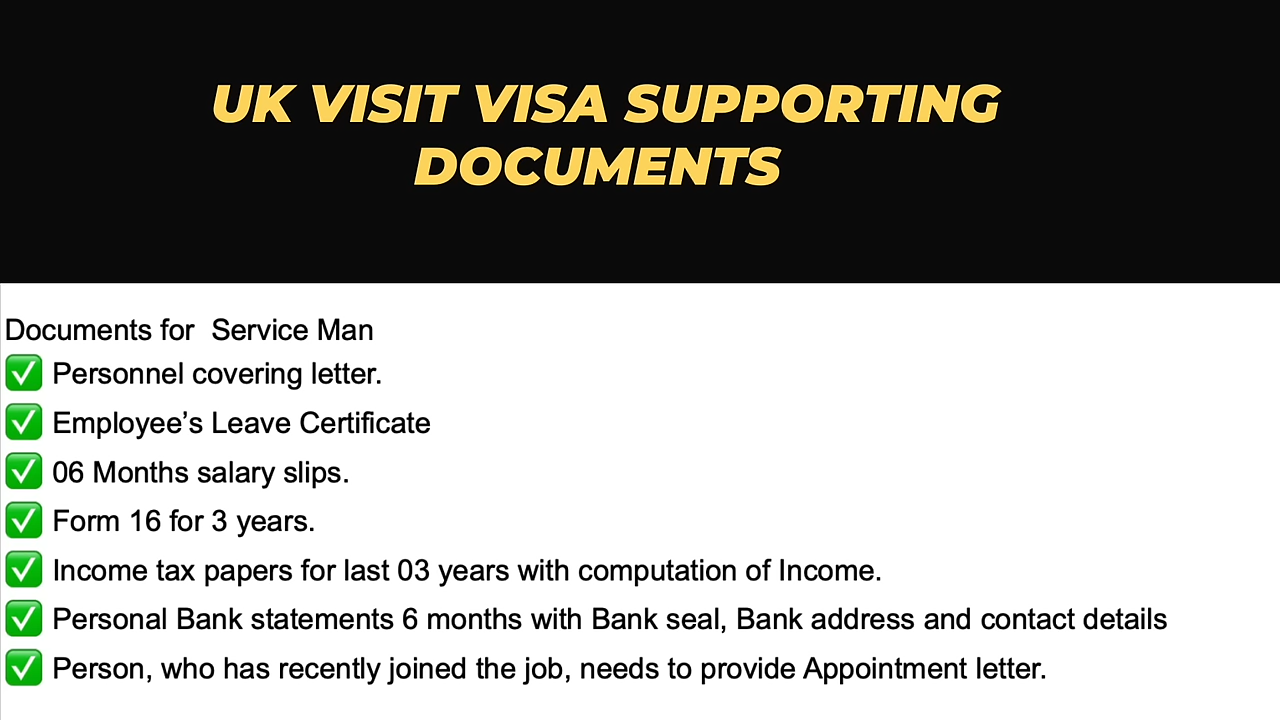 UK VISIT VISA SUPPORTING
DOCUMENTS
Documents for  Service Man
✅ Personnel covering letter.
✅ Employee’s Leave Certificate
✅ 06 Months salary slips.
✅ Form 16 for 3 years.
✅ Income tax papers for last 03 years with computation of Income.
✅ Personal Bank statements 6 months with Bank seal, Bank address and contact details
✅ Person, who has recently joined the job, needs to provide Appointment letter.